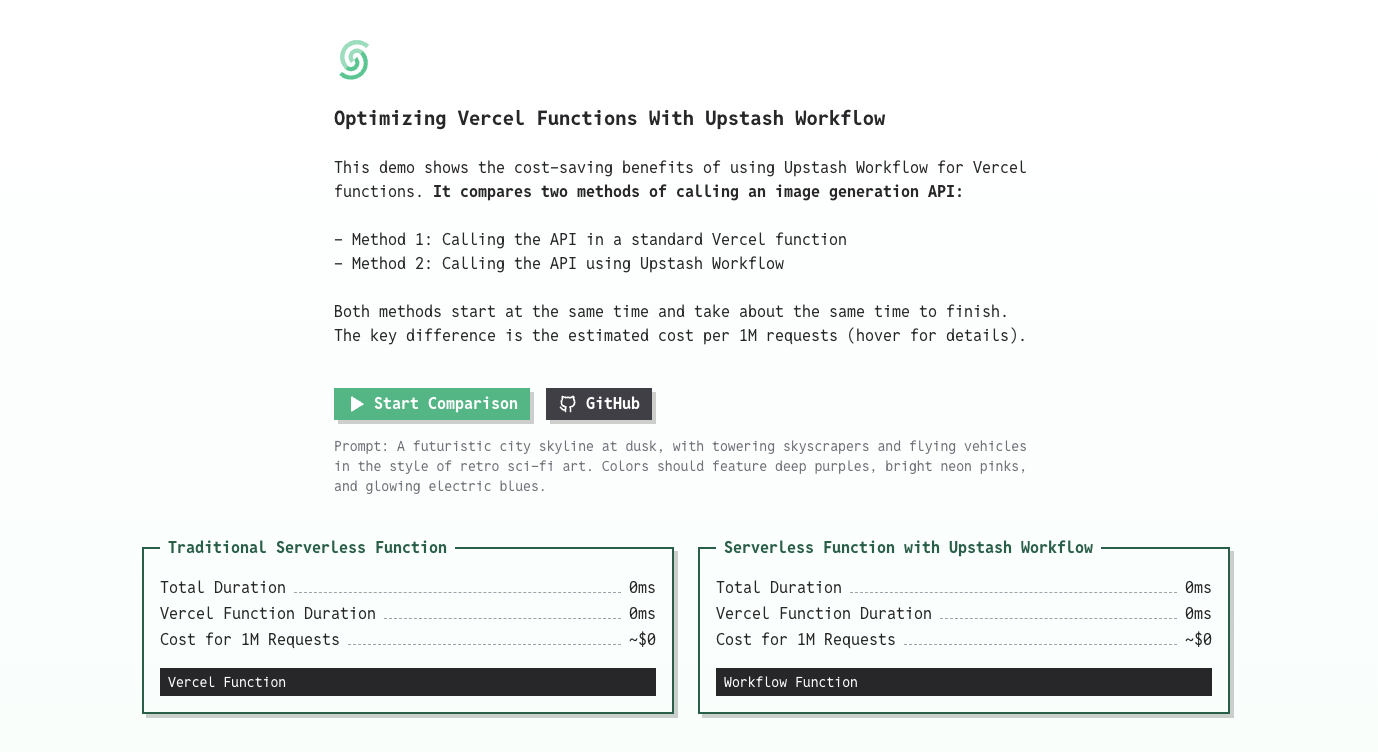 Optimizing Vercel Functions With Upstash Workflow
This demo shows the cost-saving benefits of using Upstash Workflow for Vercel
functions. It compares two methods of calling an image generation API:
- Method 1: Calling the API in a standard Vercel function
- Method 2: Calling the API using Upstash Workflow
Both methods start at the same time and take about the same time to finish.
The key difference is the estimated cost per 1M requests (hover for details).
Start Comparison
GitHub
Prompt: A futuristic city skyline at dusk, with towering skyscrapers and flying vehicles
in the style of retro sci-fi art. Colors should feature deep purples, bright neon pinks,
and glowing electric blues.
Traditional Serverless Function
Total Duration 0ms
Vercel Function Duration 0ms
Cost for 1M Requests ~$0
Vercel Function
Serverless Function with Upstash Workflow
Total Duration 0ms
Vercel Function Duration 0ms
Cost for 1M Requests ~$0
Workflow Function